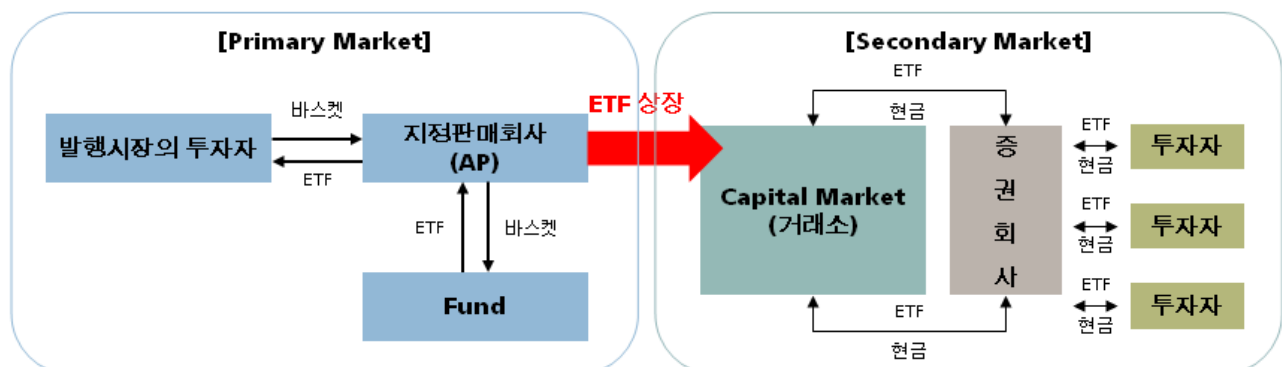 [Primary Market]
바스켓
발행시장의 투자자
ETF
지정판매회사
(AP)
ETF
바스켓
Fund
ETF 상장
[Secondary Market]
ETF
현금
Capital Market
(거래소)
증
권
회
사
ETF
현금
ETF
현금
투자자
ETF
현금
투자자
ETF
현금
투자자